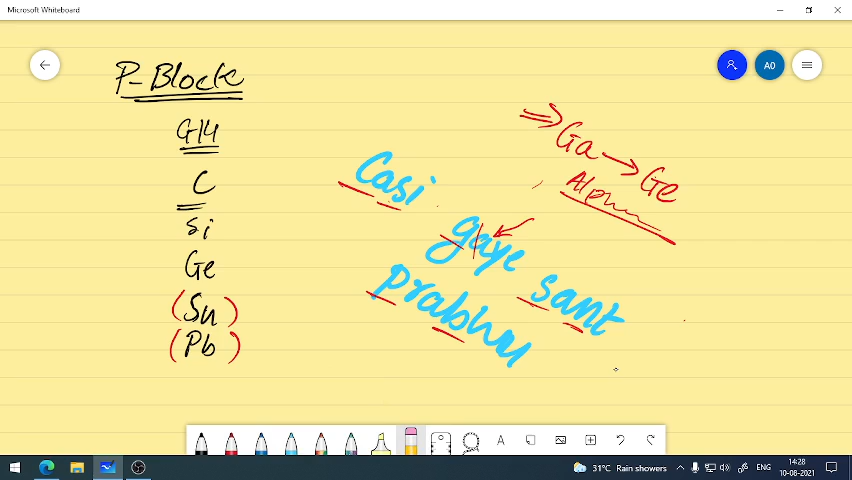 Microsoft Whiteboard
A0
P-Block
G14
C
Si
Ge
(Sn)
(Pb)
Casi
gaye sant
prabhu
⇒ Ga → Ge
A
31°C Rain showers
ENG
14:28
10-08-2021